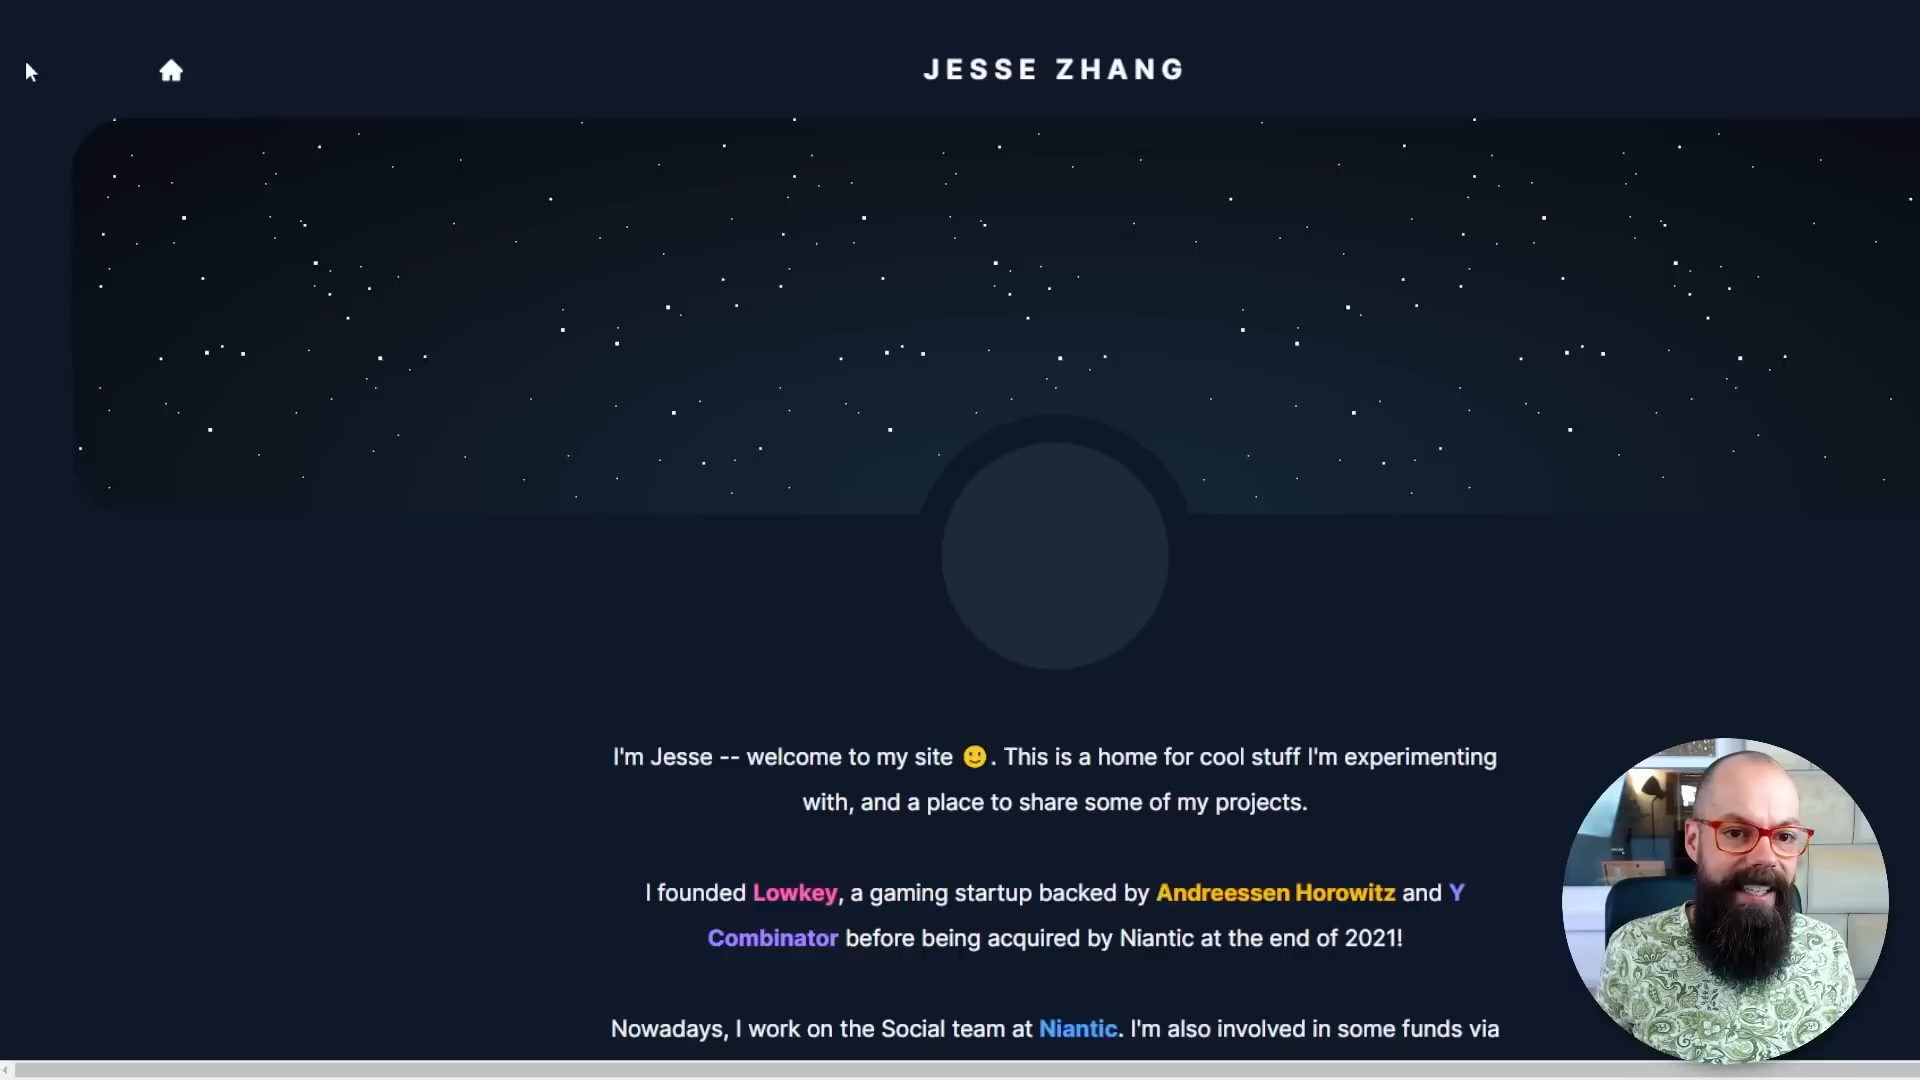 JESSE ZHANG
I'm Jesse -- welcome to my site 🙂. This is a home for cool stuff I'm experimenting
with, and a place to share some of my projects.
I founded Lowkey, a gaming startup backed by Andreessen Horowitz and Y
Combinator before being acquired by Niantic at the end of 2021!
Nowadays, I work on the Social team at Niantic. I'm also involved in some funds via